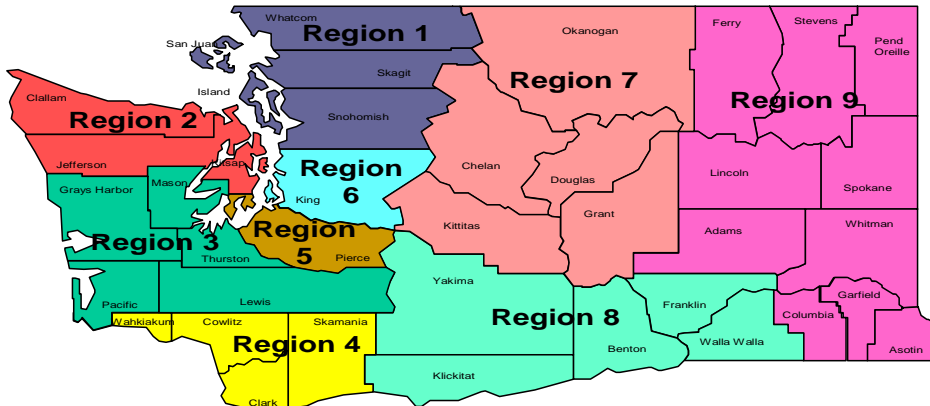 Whatcom
Region 1
San Juan
Skagit
Island
Snohomish
Clallam
Region 2
Jefferson
Kitsap
Okanogan
Region 7
Chelan
Douglas
Grant
Kittitas
Ferry
Stevens
Pend
Oreille
Region 9
Lincoln
Spokane
Adams
Whitman
Garfield
Columbia
Asotin
Region
6
King
Region
5
Pierce
Grays Harbor
Mason
Region 3
Thurston
Pacific
Lewis
Wahkiakum
Cowlitz
Skamania
Region 4
Clark
Yakima
Region 8
Franklin
Walla Walla
Benton
Klickitat